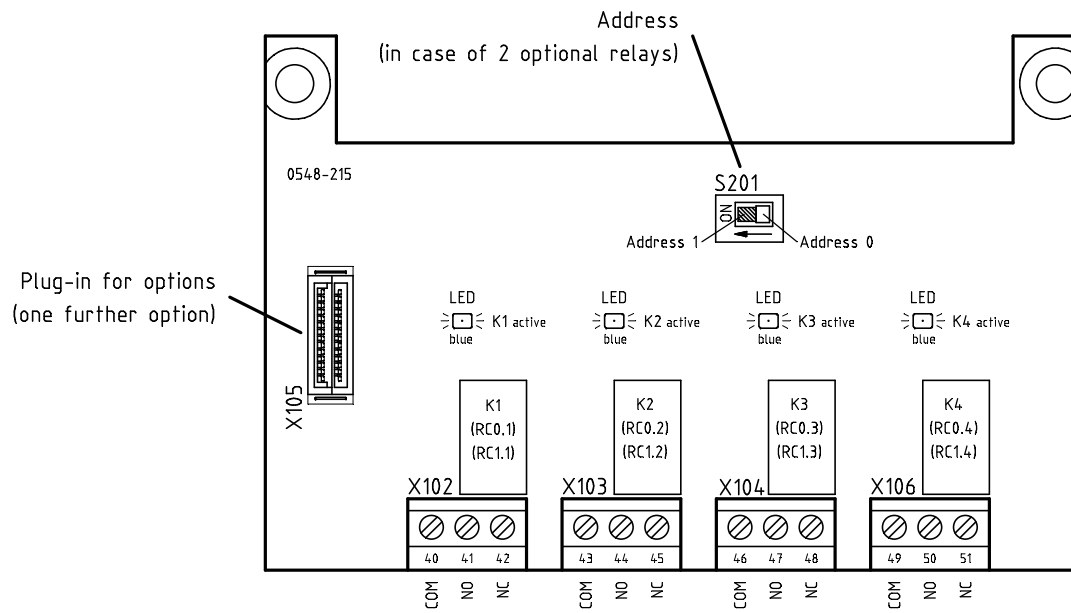 Address
(in case of 2 optional relays)
0548-215
S201
ON
Address 1
Address 0
Plug-in for options
(one further option)
X105
LED
K1 active
blue
LED
K2 active
blue
LED
K3 active
blue
LED
K4 active
blue
K1
(RC0.1)
(RC1.1)
K2
(RC0.2)
(RC1.2)
K3
(RC0.3)
(RC1.3)
K4
(RC0.4)
(RC1.4)
X102
X103
X104
X106
40 41 42
43 44 45
46 47 48
49 50 51
COM NO NC
COM NO NC
COM NO NC
COM NO NC